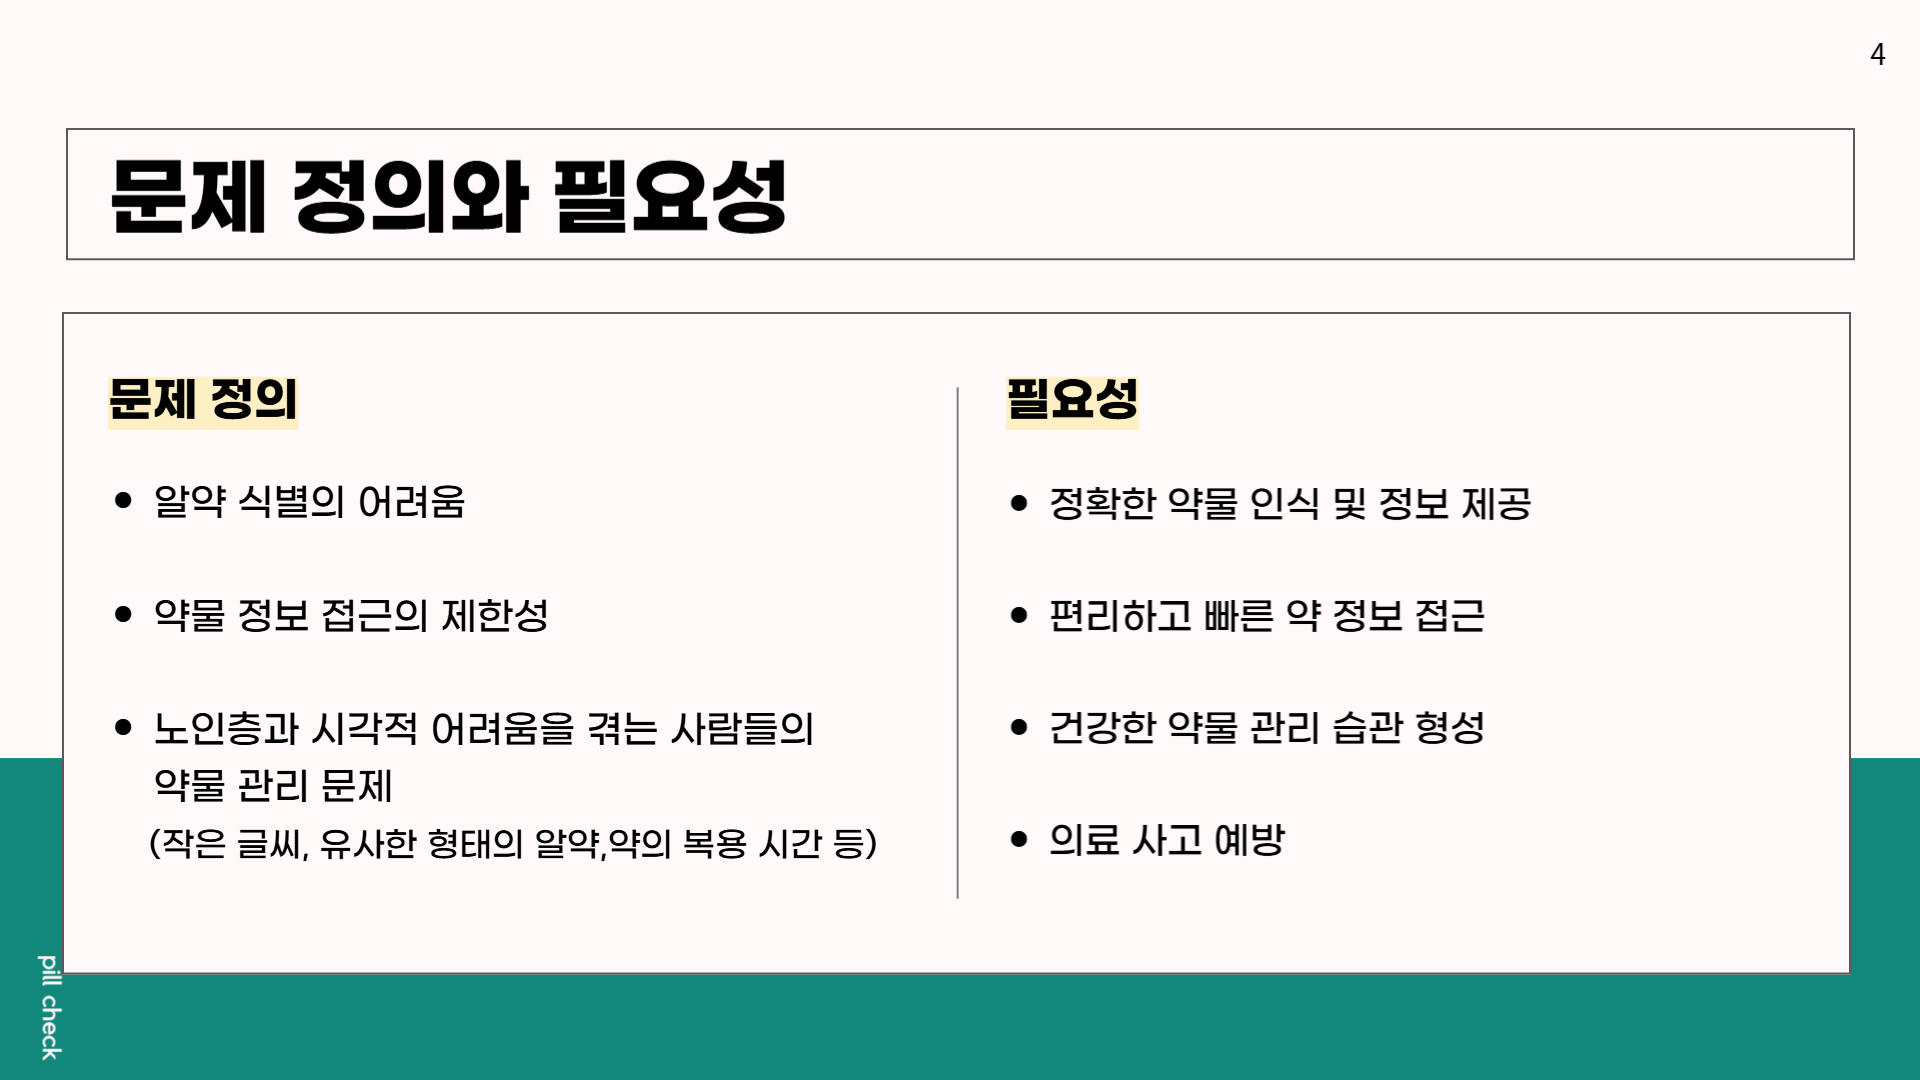 4
문제 정의와 필요성
문제 정의
알약 식별의 어려움
약물 정보 접근의 제한성
노인층과 시각적 어려움을 겪는 사람들의
약물 관리 문제
(작은 글씨, 유사한 형태의 알약,약의 복용 시간 등)
필요성
정확한 약물 인식 및 정보 제공
편리하고 빠른 약 정보 접근
건강한 약물 관리 습관 형성
의료 사고 예방
pill check